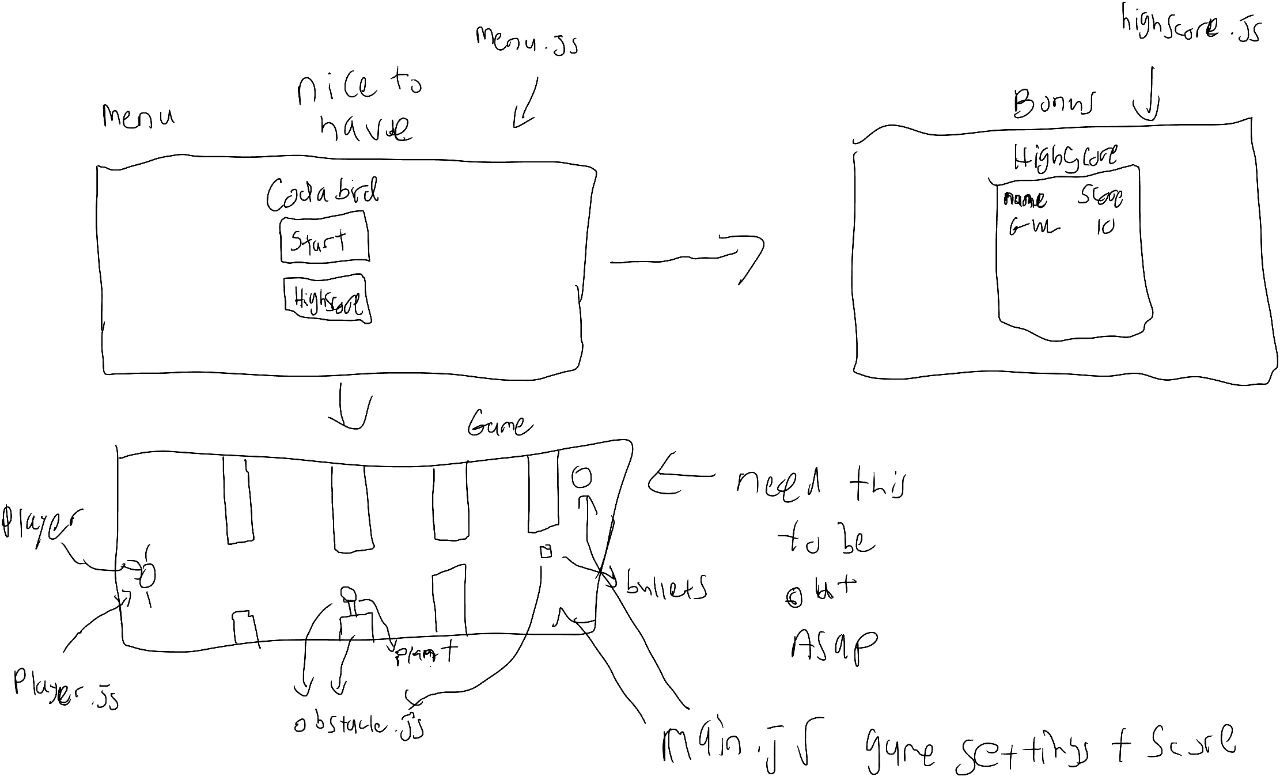 highscore.js
menu.js
nice to
have
Menu
Bonus
Codabird
Start
Highscore
HighScore
name Score
10
Game
need this
to be
out
Asap
Player
bullets
plant
Player.js
obstacle.js
main.js game settings + score